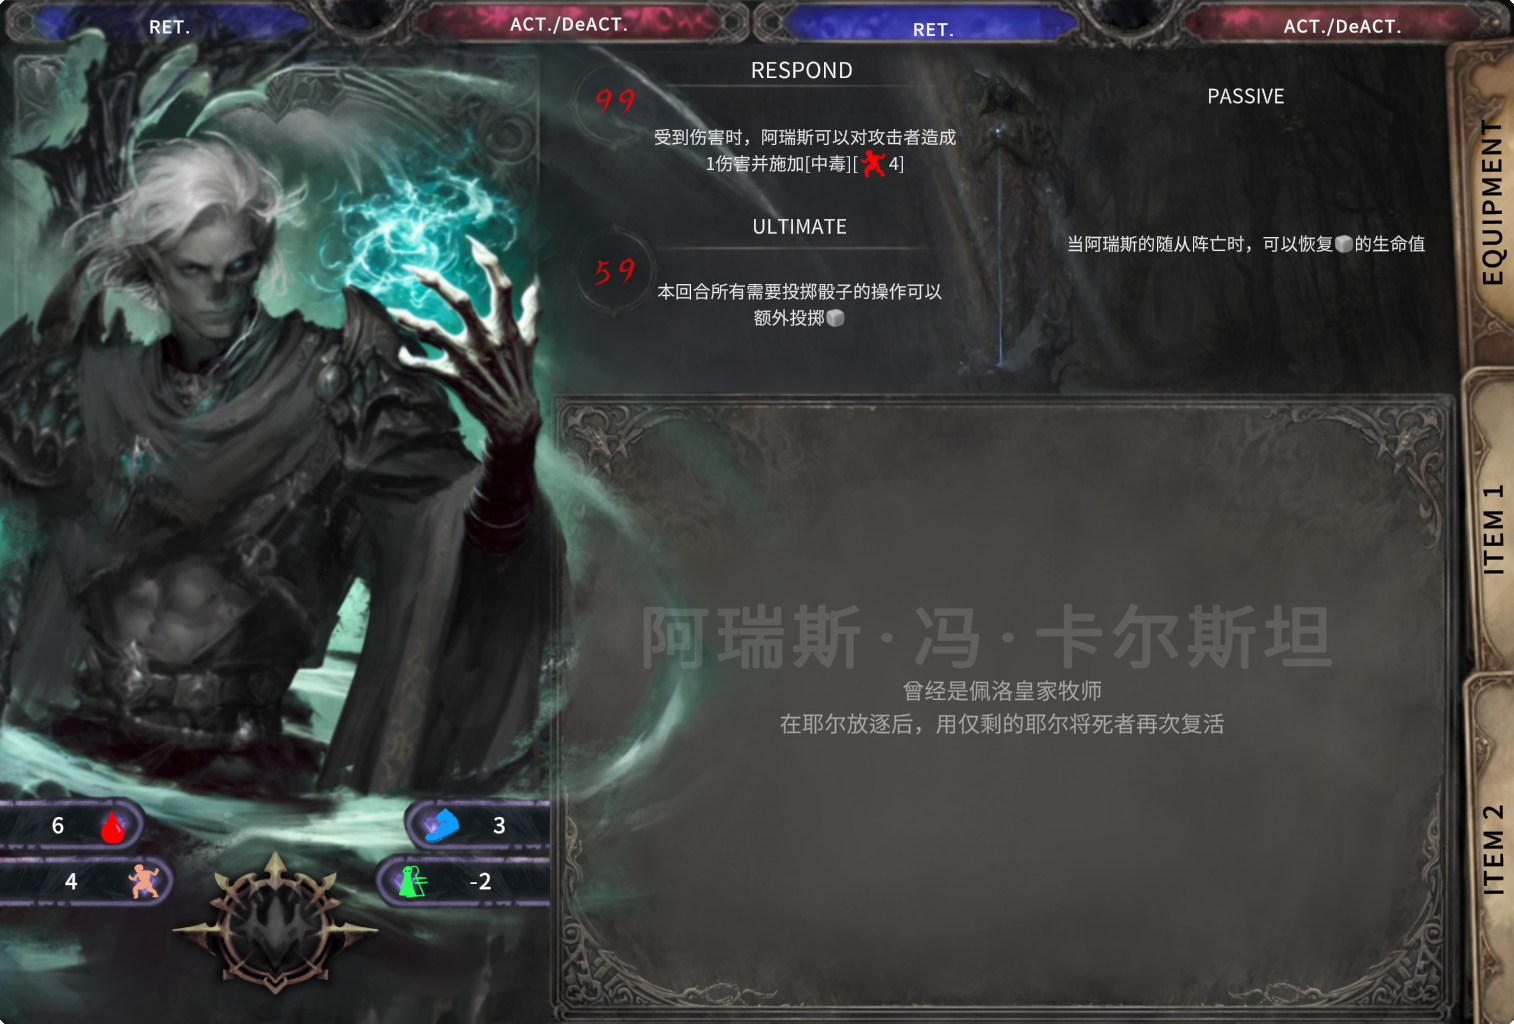 RET.
ACT./DeACT.
RET.
ACT./DeACT.
RESPOND
99
受到伤害时，阿瑞斯可以对攻击者造成
1伤害并施加[中毒][4]
ULTIMATE
59
本回合所有需要投掷骰子的操作可以
额外投掷
PASSIVE
当阿瑞斯的随从阵亡时，可以恢复的生命值
EQUIPMENT
ITEM 1
ITEM 2
阿瑞斯·冯·卡尔斯坦
曾经是佩洛皇家牧师
在耶尔放逐后，用仅剩的耶尔将死者再次复活
6
3
4
-2